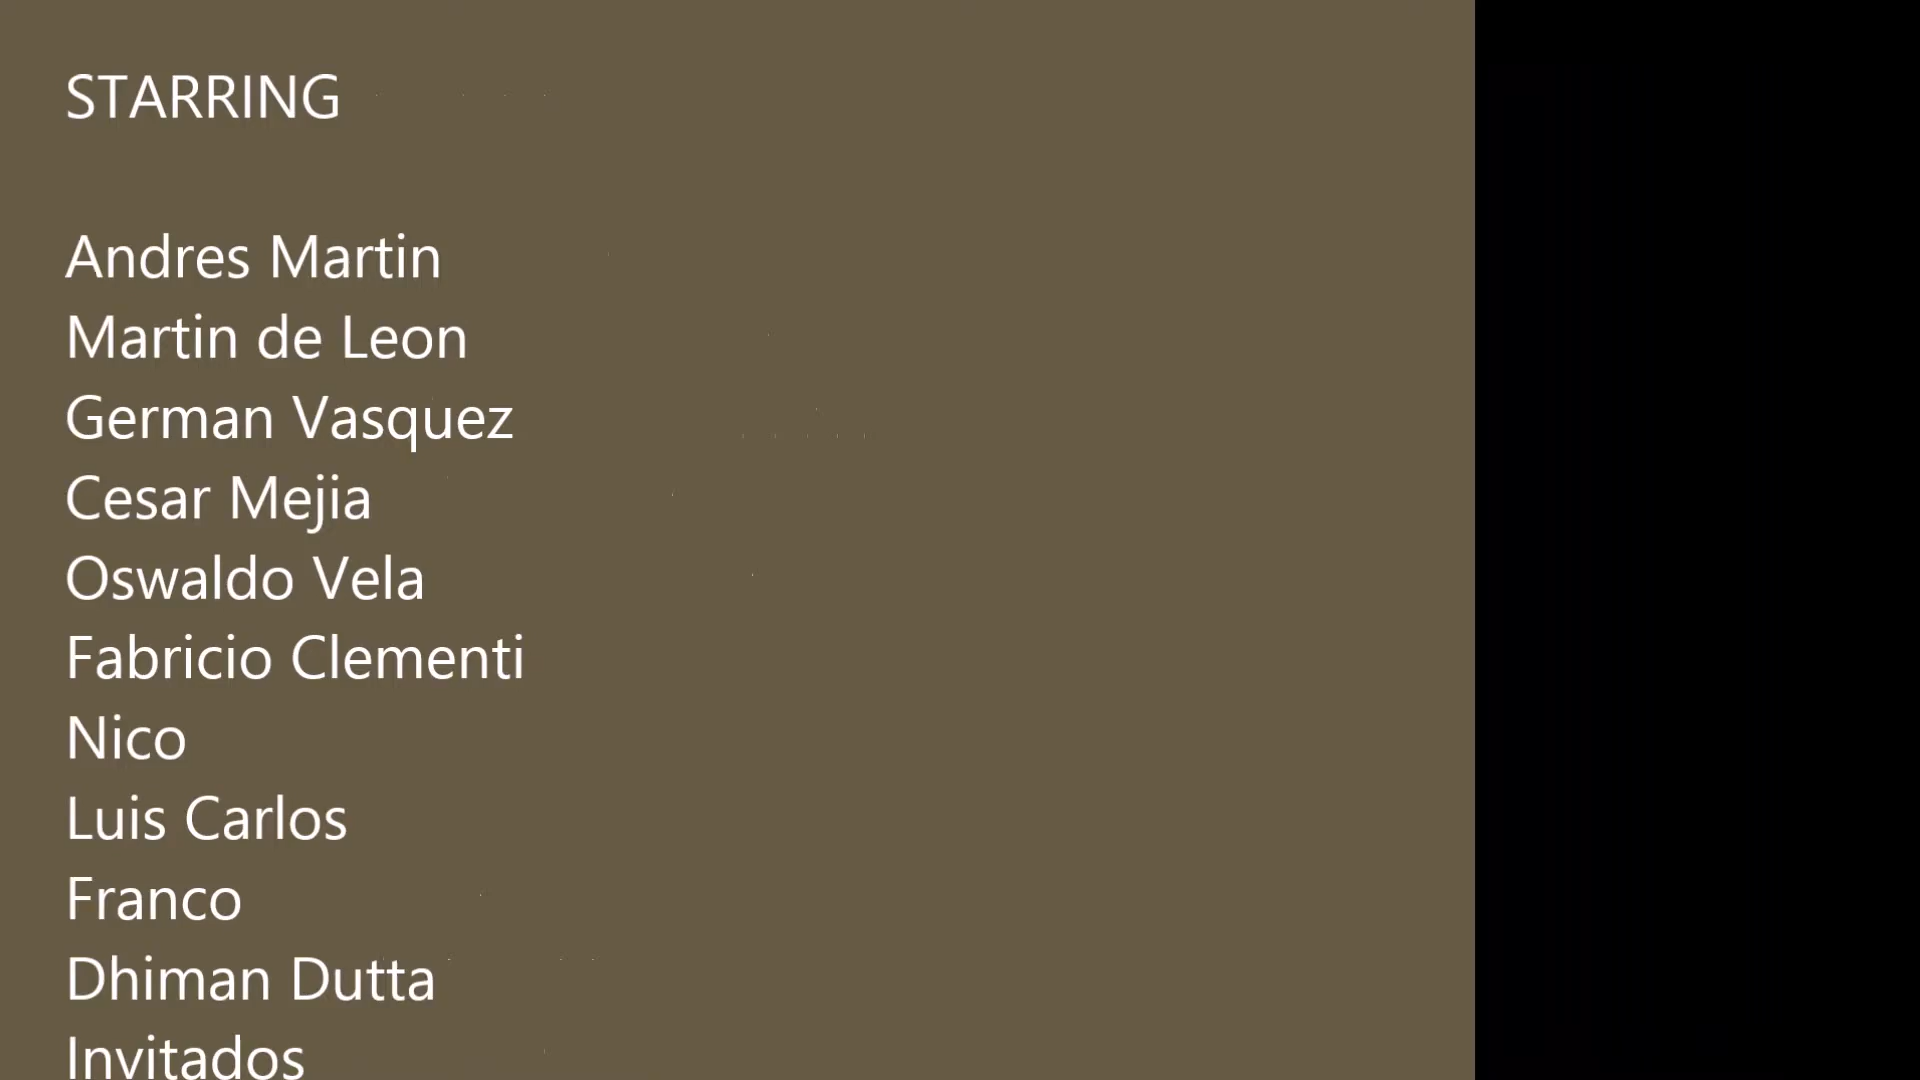 STARRING
Andres Martin
Martin de Leon
German Vasquez
Cesar Mejia
Oswaldo Vela
Fabricio Clementi
Nico
Luis Carlos
Franco
Dhiman Dutta
Invitados